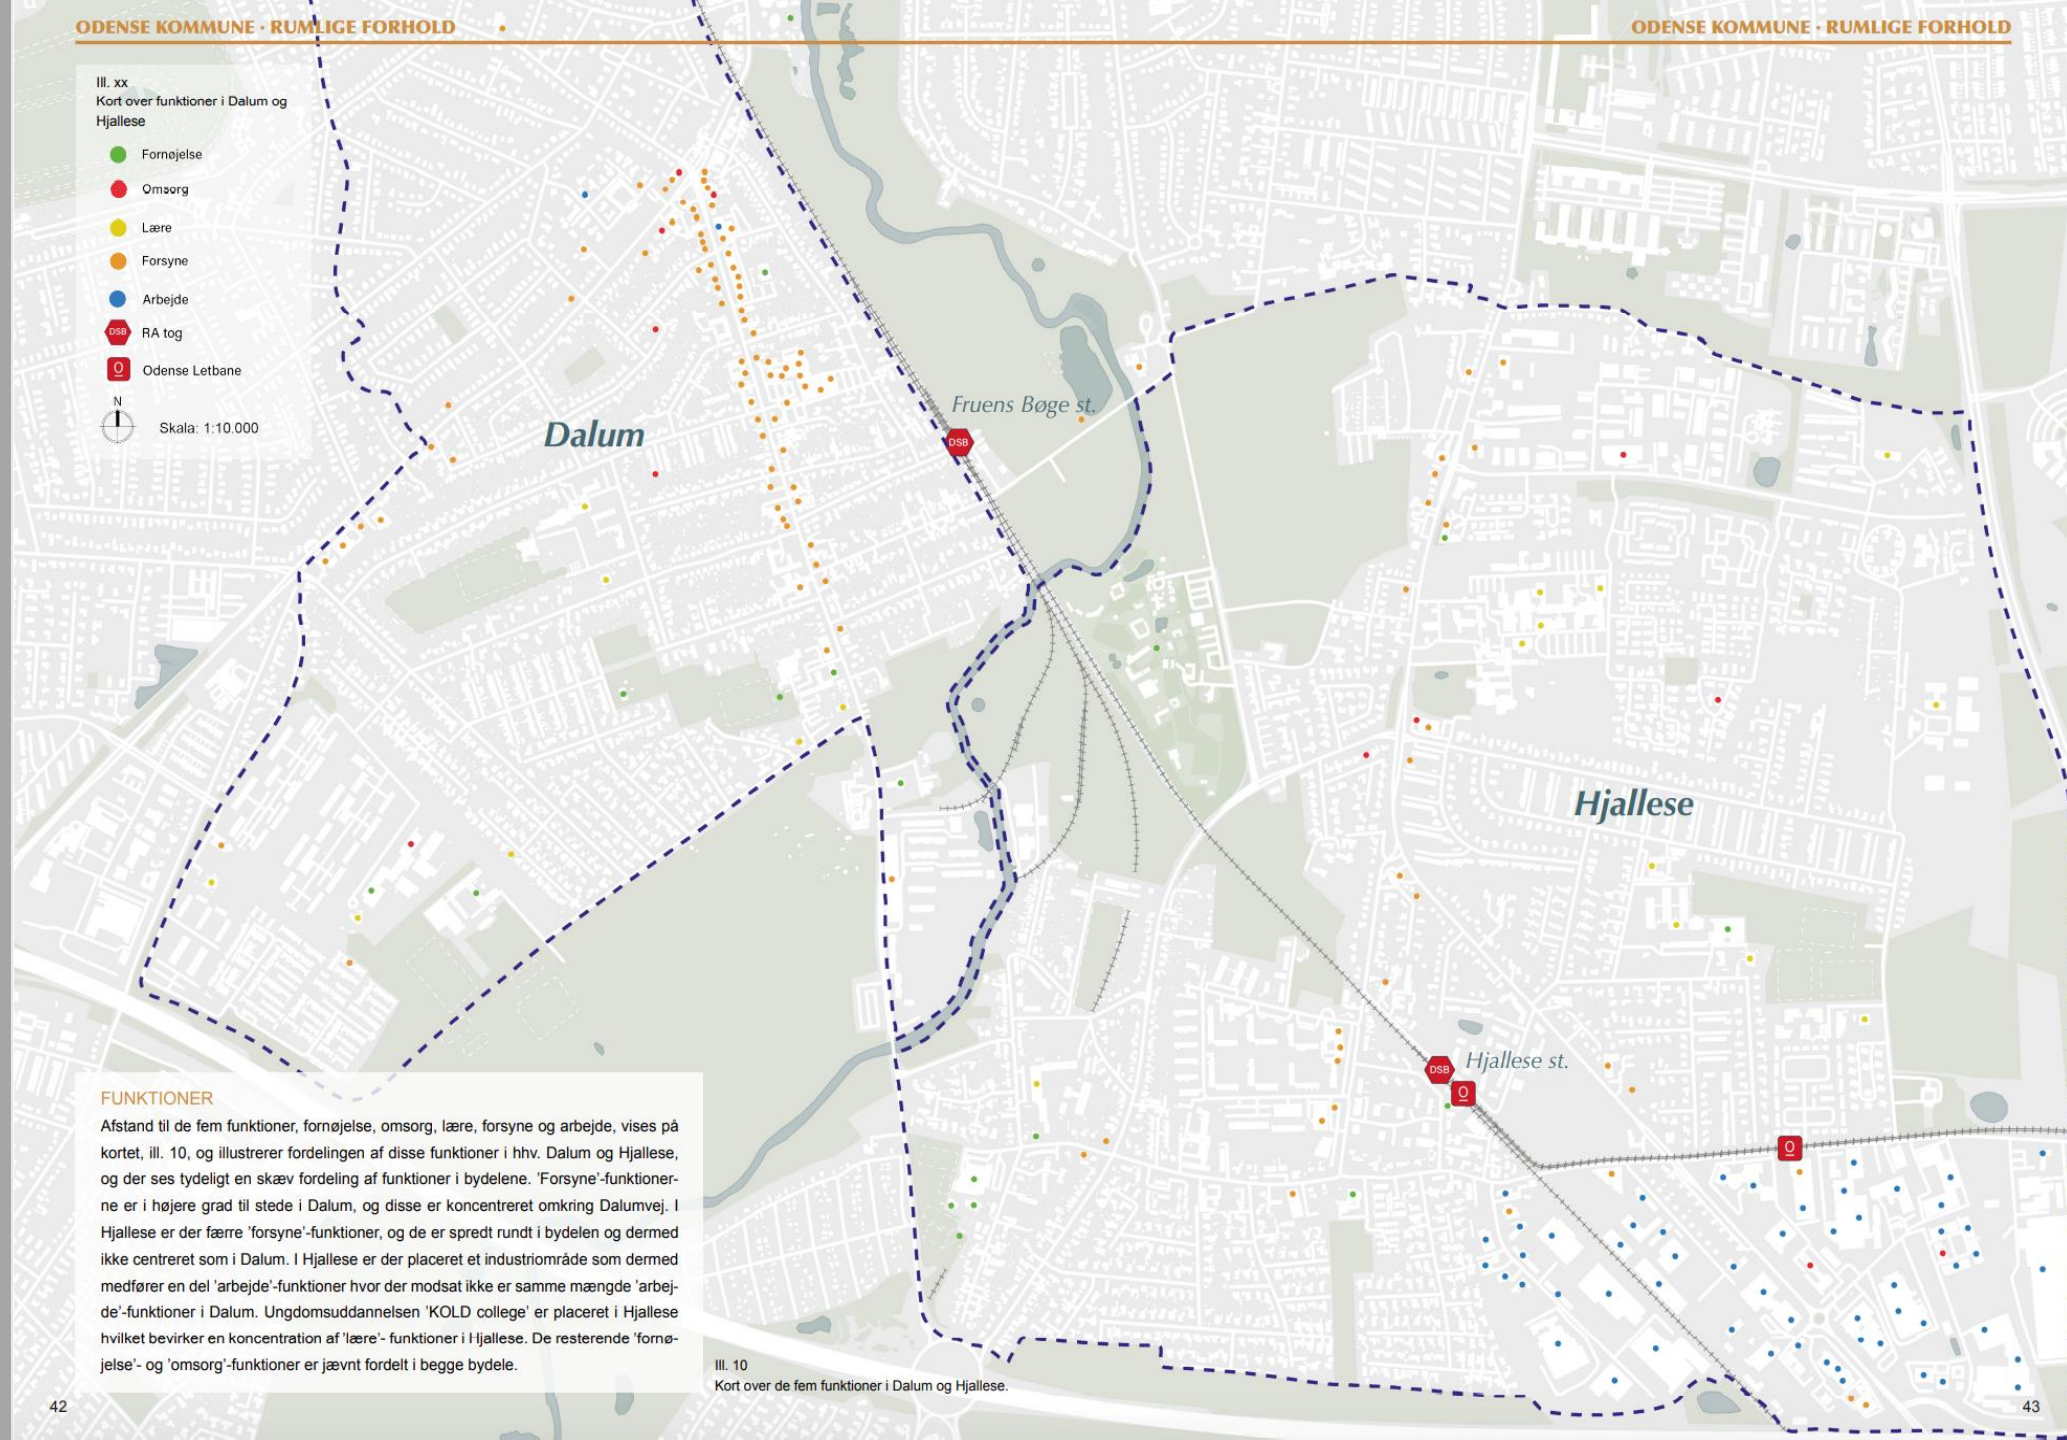 ODENSE KOMMUNE · RUMLIGE FORHOLD
ODENSE KOMMUNE · RUMLIGE FORHOLD
Ill. xx
Kort over funktioner i Dalum og
Hjallese
Fornøjelse
Omsorg
Lære
Forsyne
Arbejde
DSB RA tog
O Odense Letbane
N
Skala: 1:10.000
Dalum
Fruens Bøge st.
DSB
Hjallese
Hjallese st.
DSB
O
O
FUNKTIONER
Afstand til de fem funktioner, fornøjelse, omsorg, lære, forsyne og arbejde, vises på
kortet, ill. 10, og illustrerer fordelingen af disse funktioner i hhv. Dalum og Hjallese,
og der ses tydeligt en skæv fordeling af funktioner i bydelene. 'Forsyne'-funktioner-
ne er i højere grad til stede i Dalum, og disse er koncentreret omkring Dalumvej. I
Hjallese er der færre 'forsyne'-funktioner, og de er spredt rundt i bydelen og dermed
ikke centreret som i Dalum. I Hjallese er der placeret et industriområde som dermed
medfører en del 'arbejde'-funktioner hvor der modsat ikke er samme mængde 'arbej-
de'-funktioner i Dalum. Ungdomsuddannelsen 'KOLD college' er placeret i Hjallese
hvilket bevirker en koncentration af 'lære'- funktioner i Hjallese. De resterende 'fornø-
jelse'- og 'omsorg'-funktioner er jævnt fordelt i begge bydele.
Ill. 10
Kort over de fem funktioner i Dalum og Hjallese.
42
43